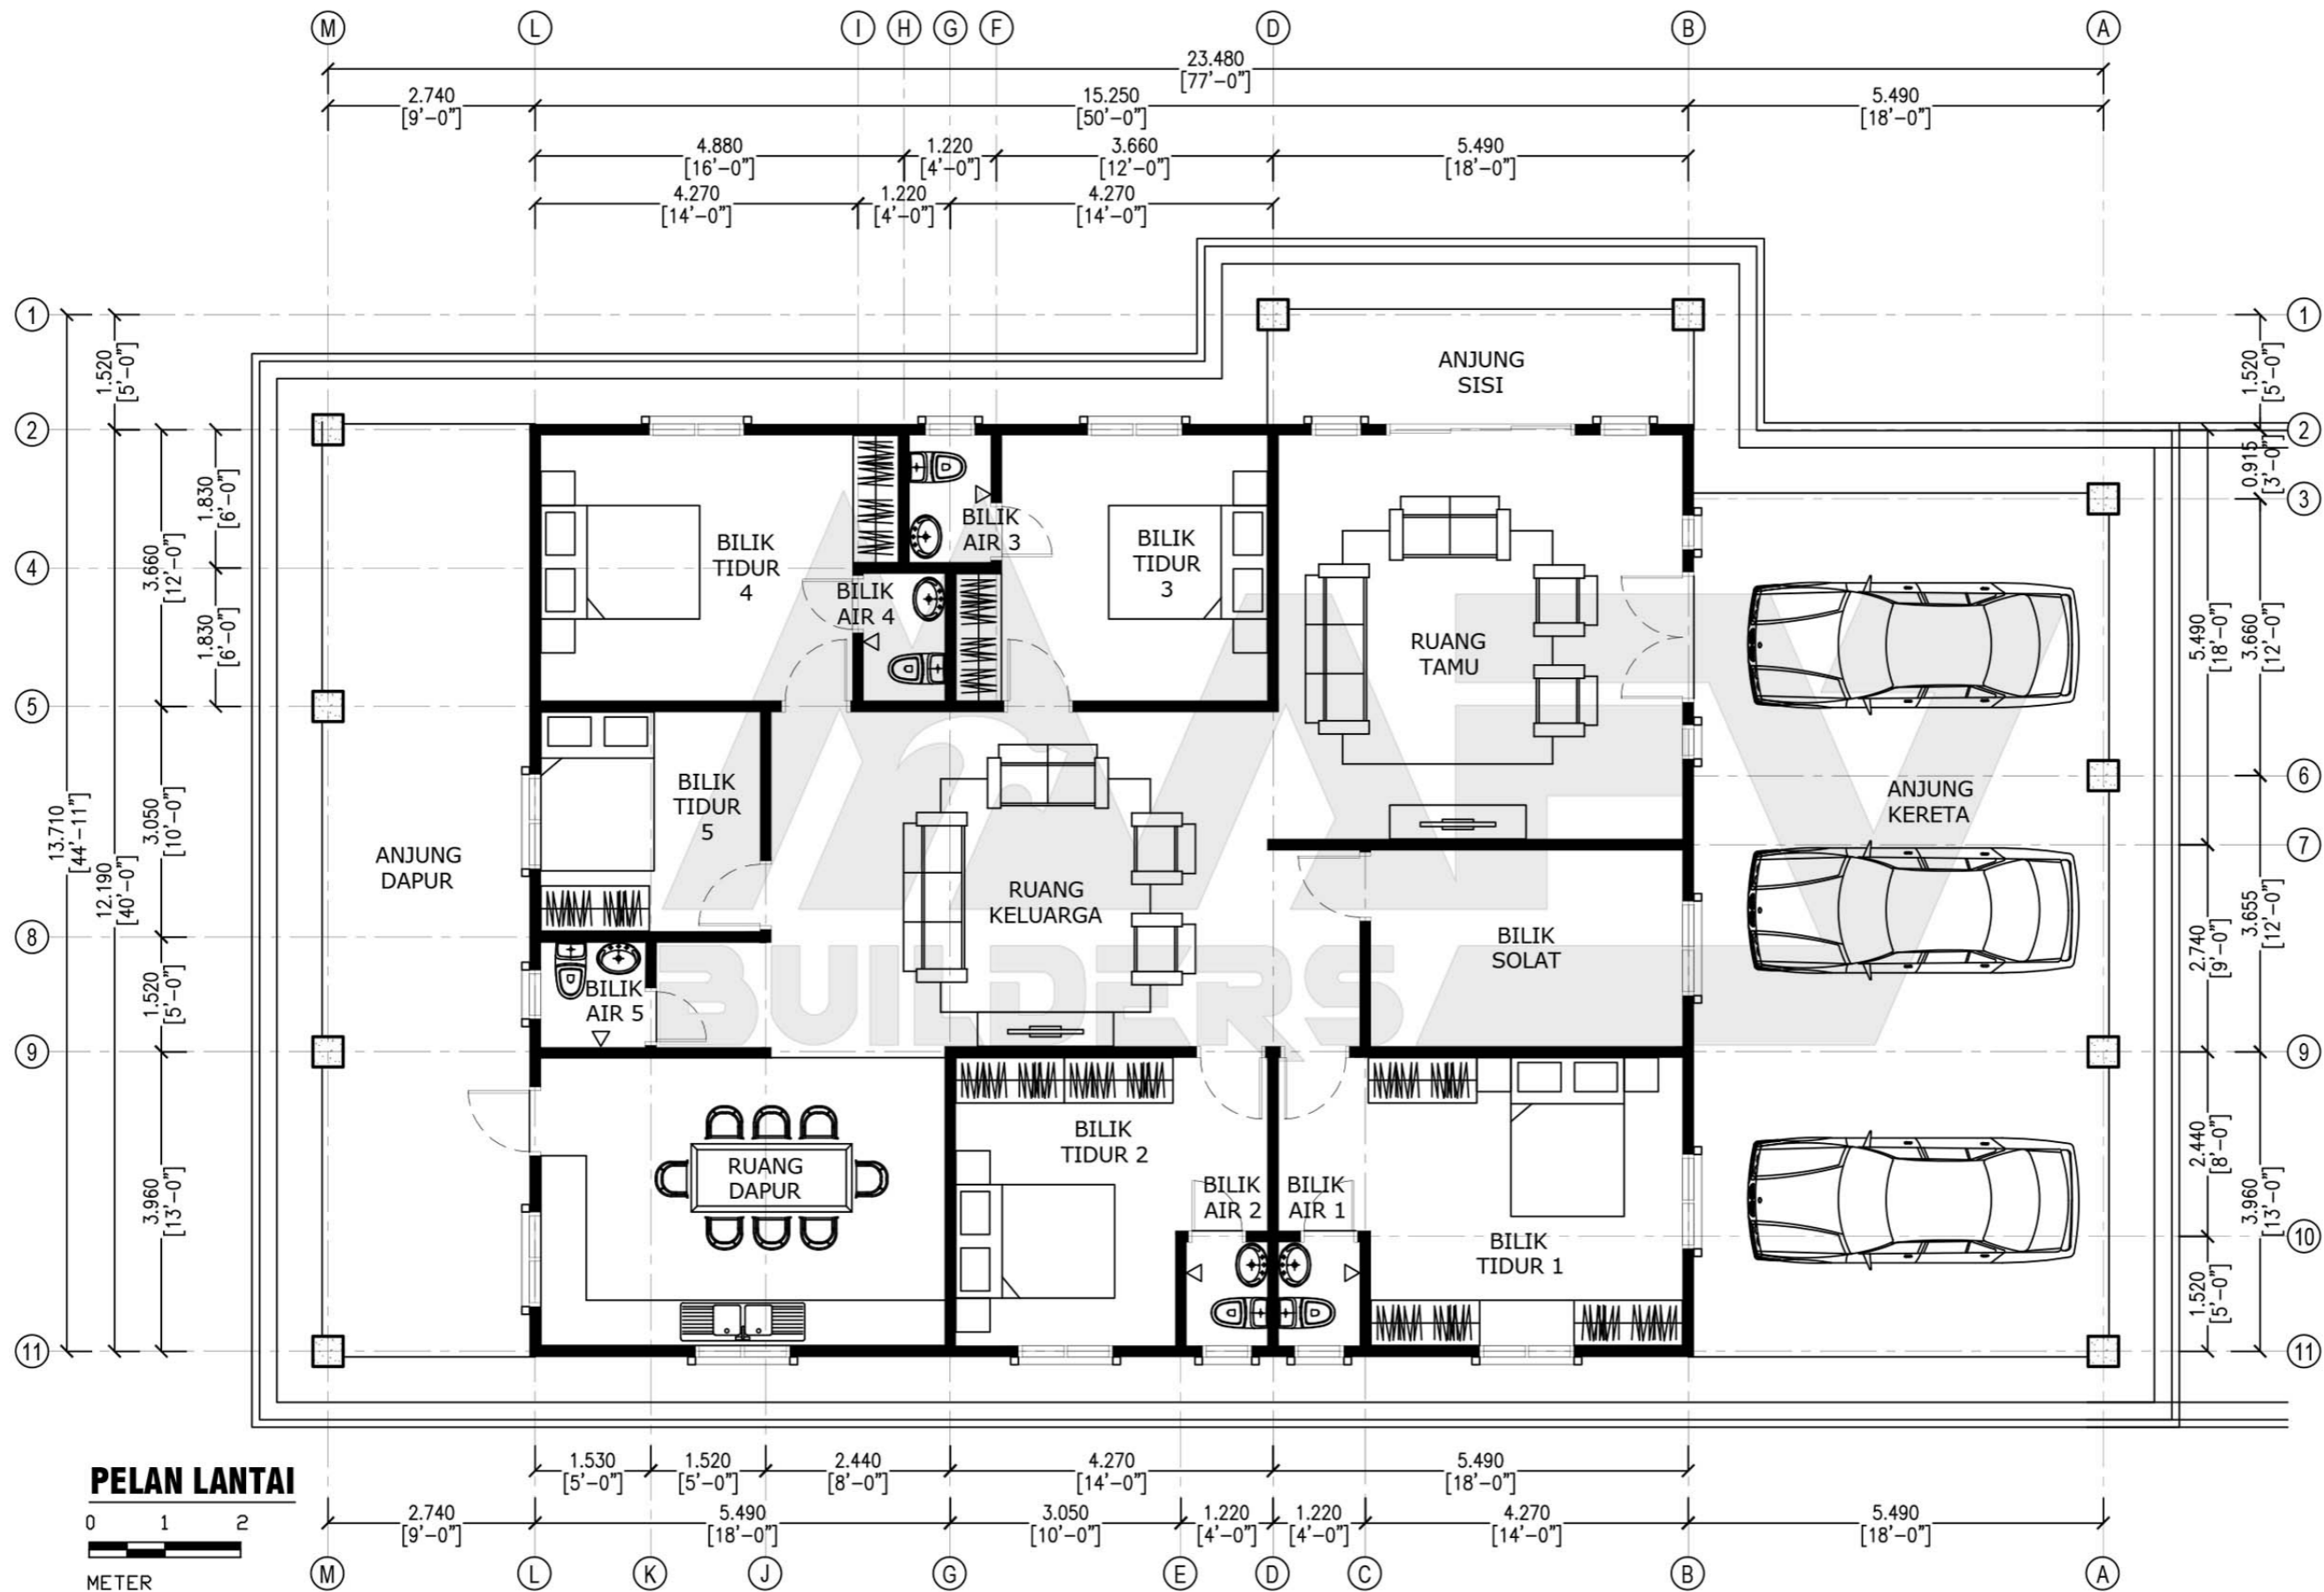 M L I H G F D B A
23.480
[77'-0"]
2.740 15.250 5.490
[9'-0"] [50'-0"] [18'-0"]
4.880 1.220 3.660 5.490
[16'-0"] [4'-0"] [12'-0"] [18'-0"]
4.270 1.220 4.270
[14'-0"] [4'-0"] [14'-0"]
1
2
4
5
8
9
11
13.710
[44'-11"]
1.520
[5'-0"]
12.190
[40'-0"]
3.660
[12'-0"]
3.050
[10'-0"]
1.520
[5'-0"]
3.960
[13'-0"]
1.830
[6'-0"]
1.830
[6'-0"]
ANJUNG
SISI
BILIK
TIDUR
4
BILIK
AIR 3
BILIK
AIR 4
BILIK
TIDUR
3
RUANG
TAMU
BILIK
TIDUR
5
ANJUNG
KERETA
ANJUNG
DAPUR
RUANG
KELUARGA
BILIK
SOLAT
BILIK
AIR 5
BUILDERS
RUANG
DAPUR
BILIK
TIDUR 2
BILIK
AIR 2
BILIK
AIR 1
BILIK
TIDUR 1
1.520
[5'-0"]
0.915
[3'-0"]
5.490
[18'-0"]
3.660
[12'-0"]
2.740
[9'-0"]
3.655
[12'-0"]
2.440
[8'-0"]
3.960
[13'-0"]
1.520
[5'-0"]
1
2
3
6
7
9
10
11
1.530 1.520 2.440 4.270 5.490
[5'-0"] [5'-0"] [8'-0"] [14'-0"] [18'-0"]
2.740 5.490 3.050 1.220 1.220 4.270 5.490
[9'-0"] [18'-0"] [10'-0"] [4'-0"] [4'-0"] [14'-0"] [18'-0"]
M L K J G E D C B A
PELAN LANTAI
0 1 2
METER